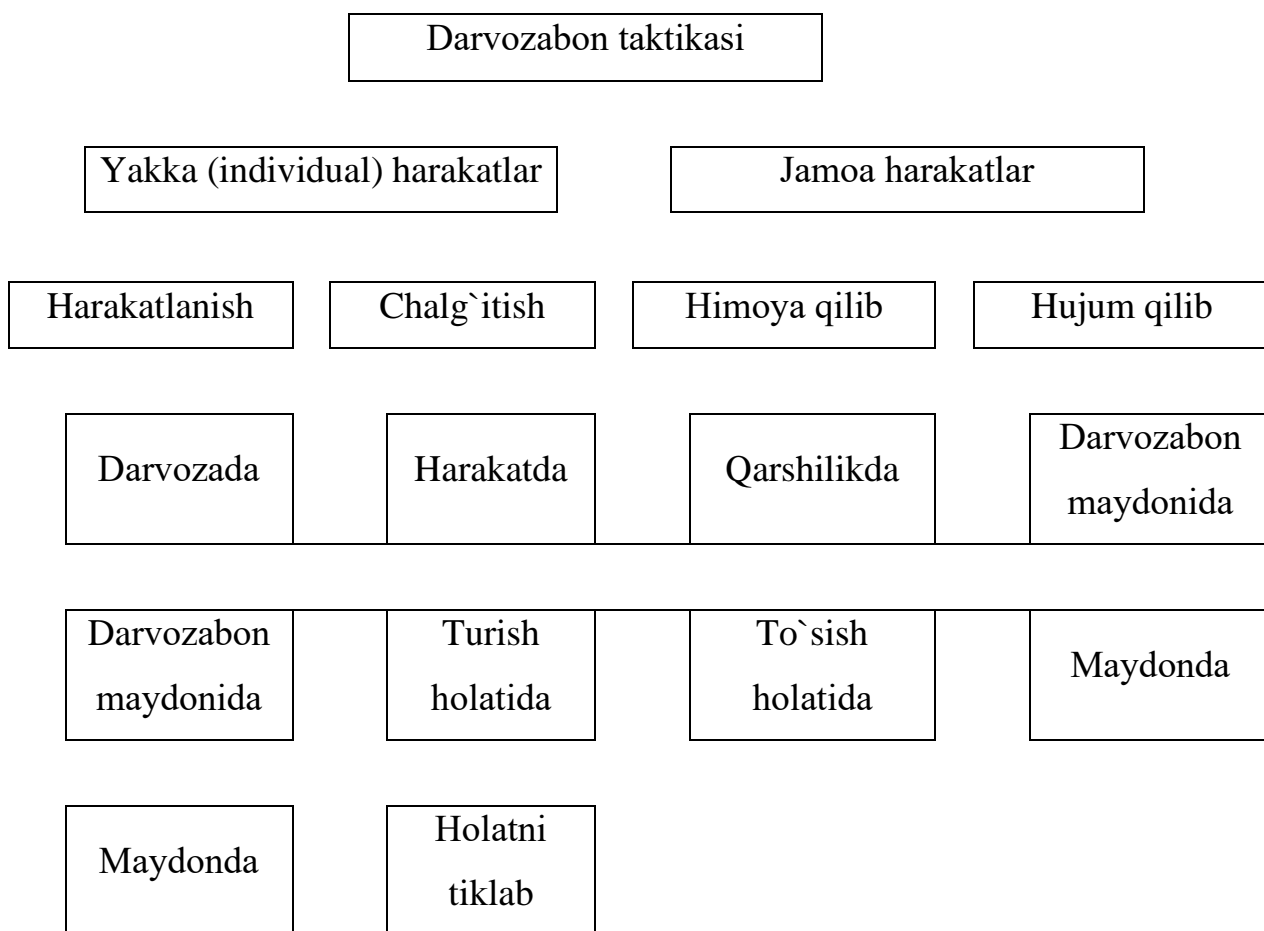 Darvozabon taktikasi
Yakka (individual) harakatlar
Jamoa harakatlar
Harakatlanish
Chalg`itish
Himoya qilib
Hujum qilib
Darvozada
Harakatda
Qarshilikda
Darvozabon
maydonida
Darvozabon
maydonida
Turish
holatida
To`sish
holatida
Maydonda
Maydonda
Holatni
tiklab